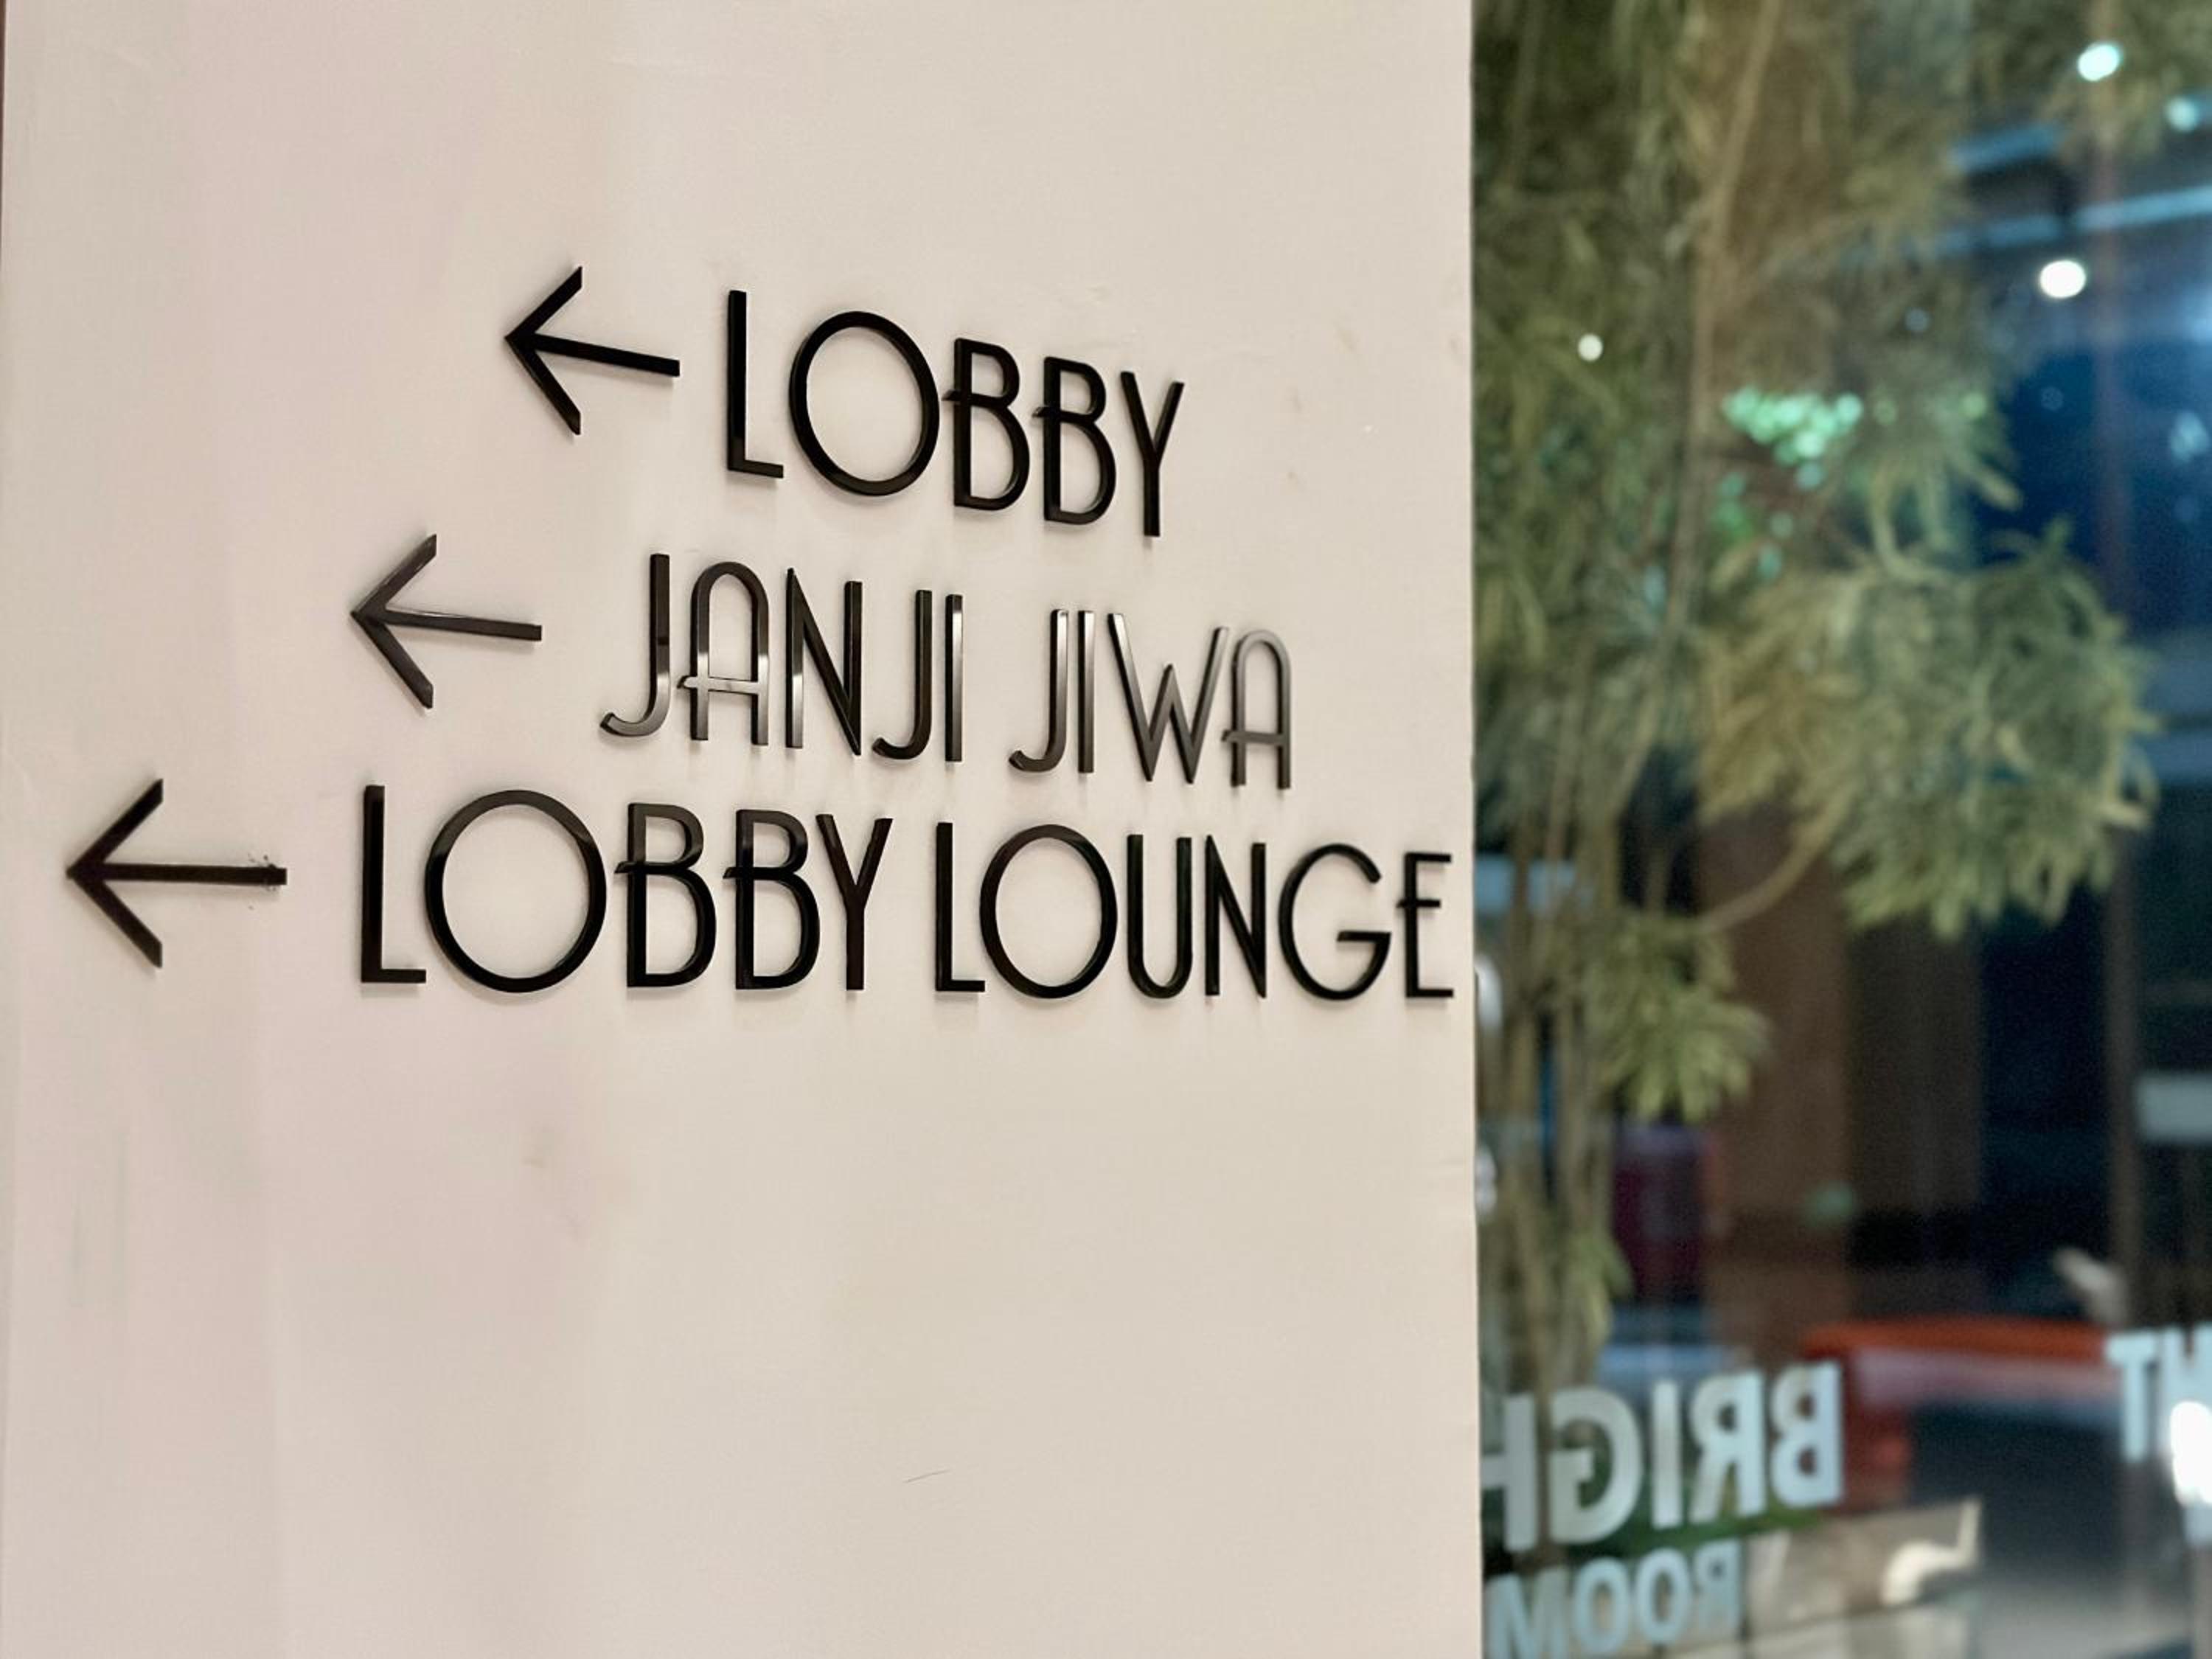 ← LOBBY
← JANJI JIWA
← LOBBY LOUNGE
BRIGH
ROOM